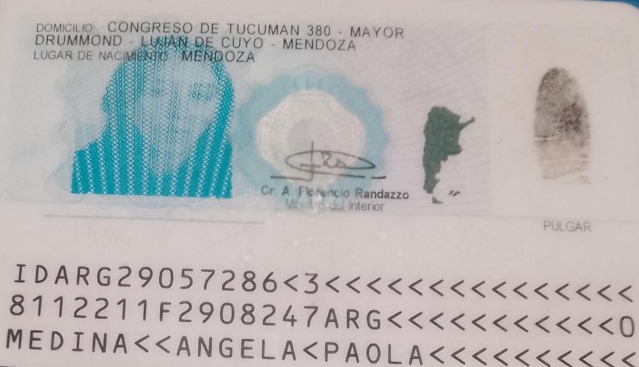 DOMICILIO: CONGRESO DE TUCUMAN 380 - MAYOR
DRUMMOND - LUJAN DE CUYO - MENDOZA
LUGAR DE NACIMIENTO: MENDOZA
Cr. A. Florencio Randazzo
Ministro del Interior
PULGAR
IDARG29057286<3<<<<<<<<<<<<<<<
8112211F2908247ARG<<<<<<<<<<<0
MEDINA<<ANGELA<PAOLA<<<<<<<<<<